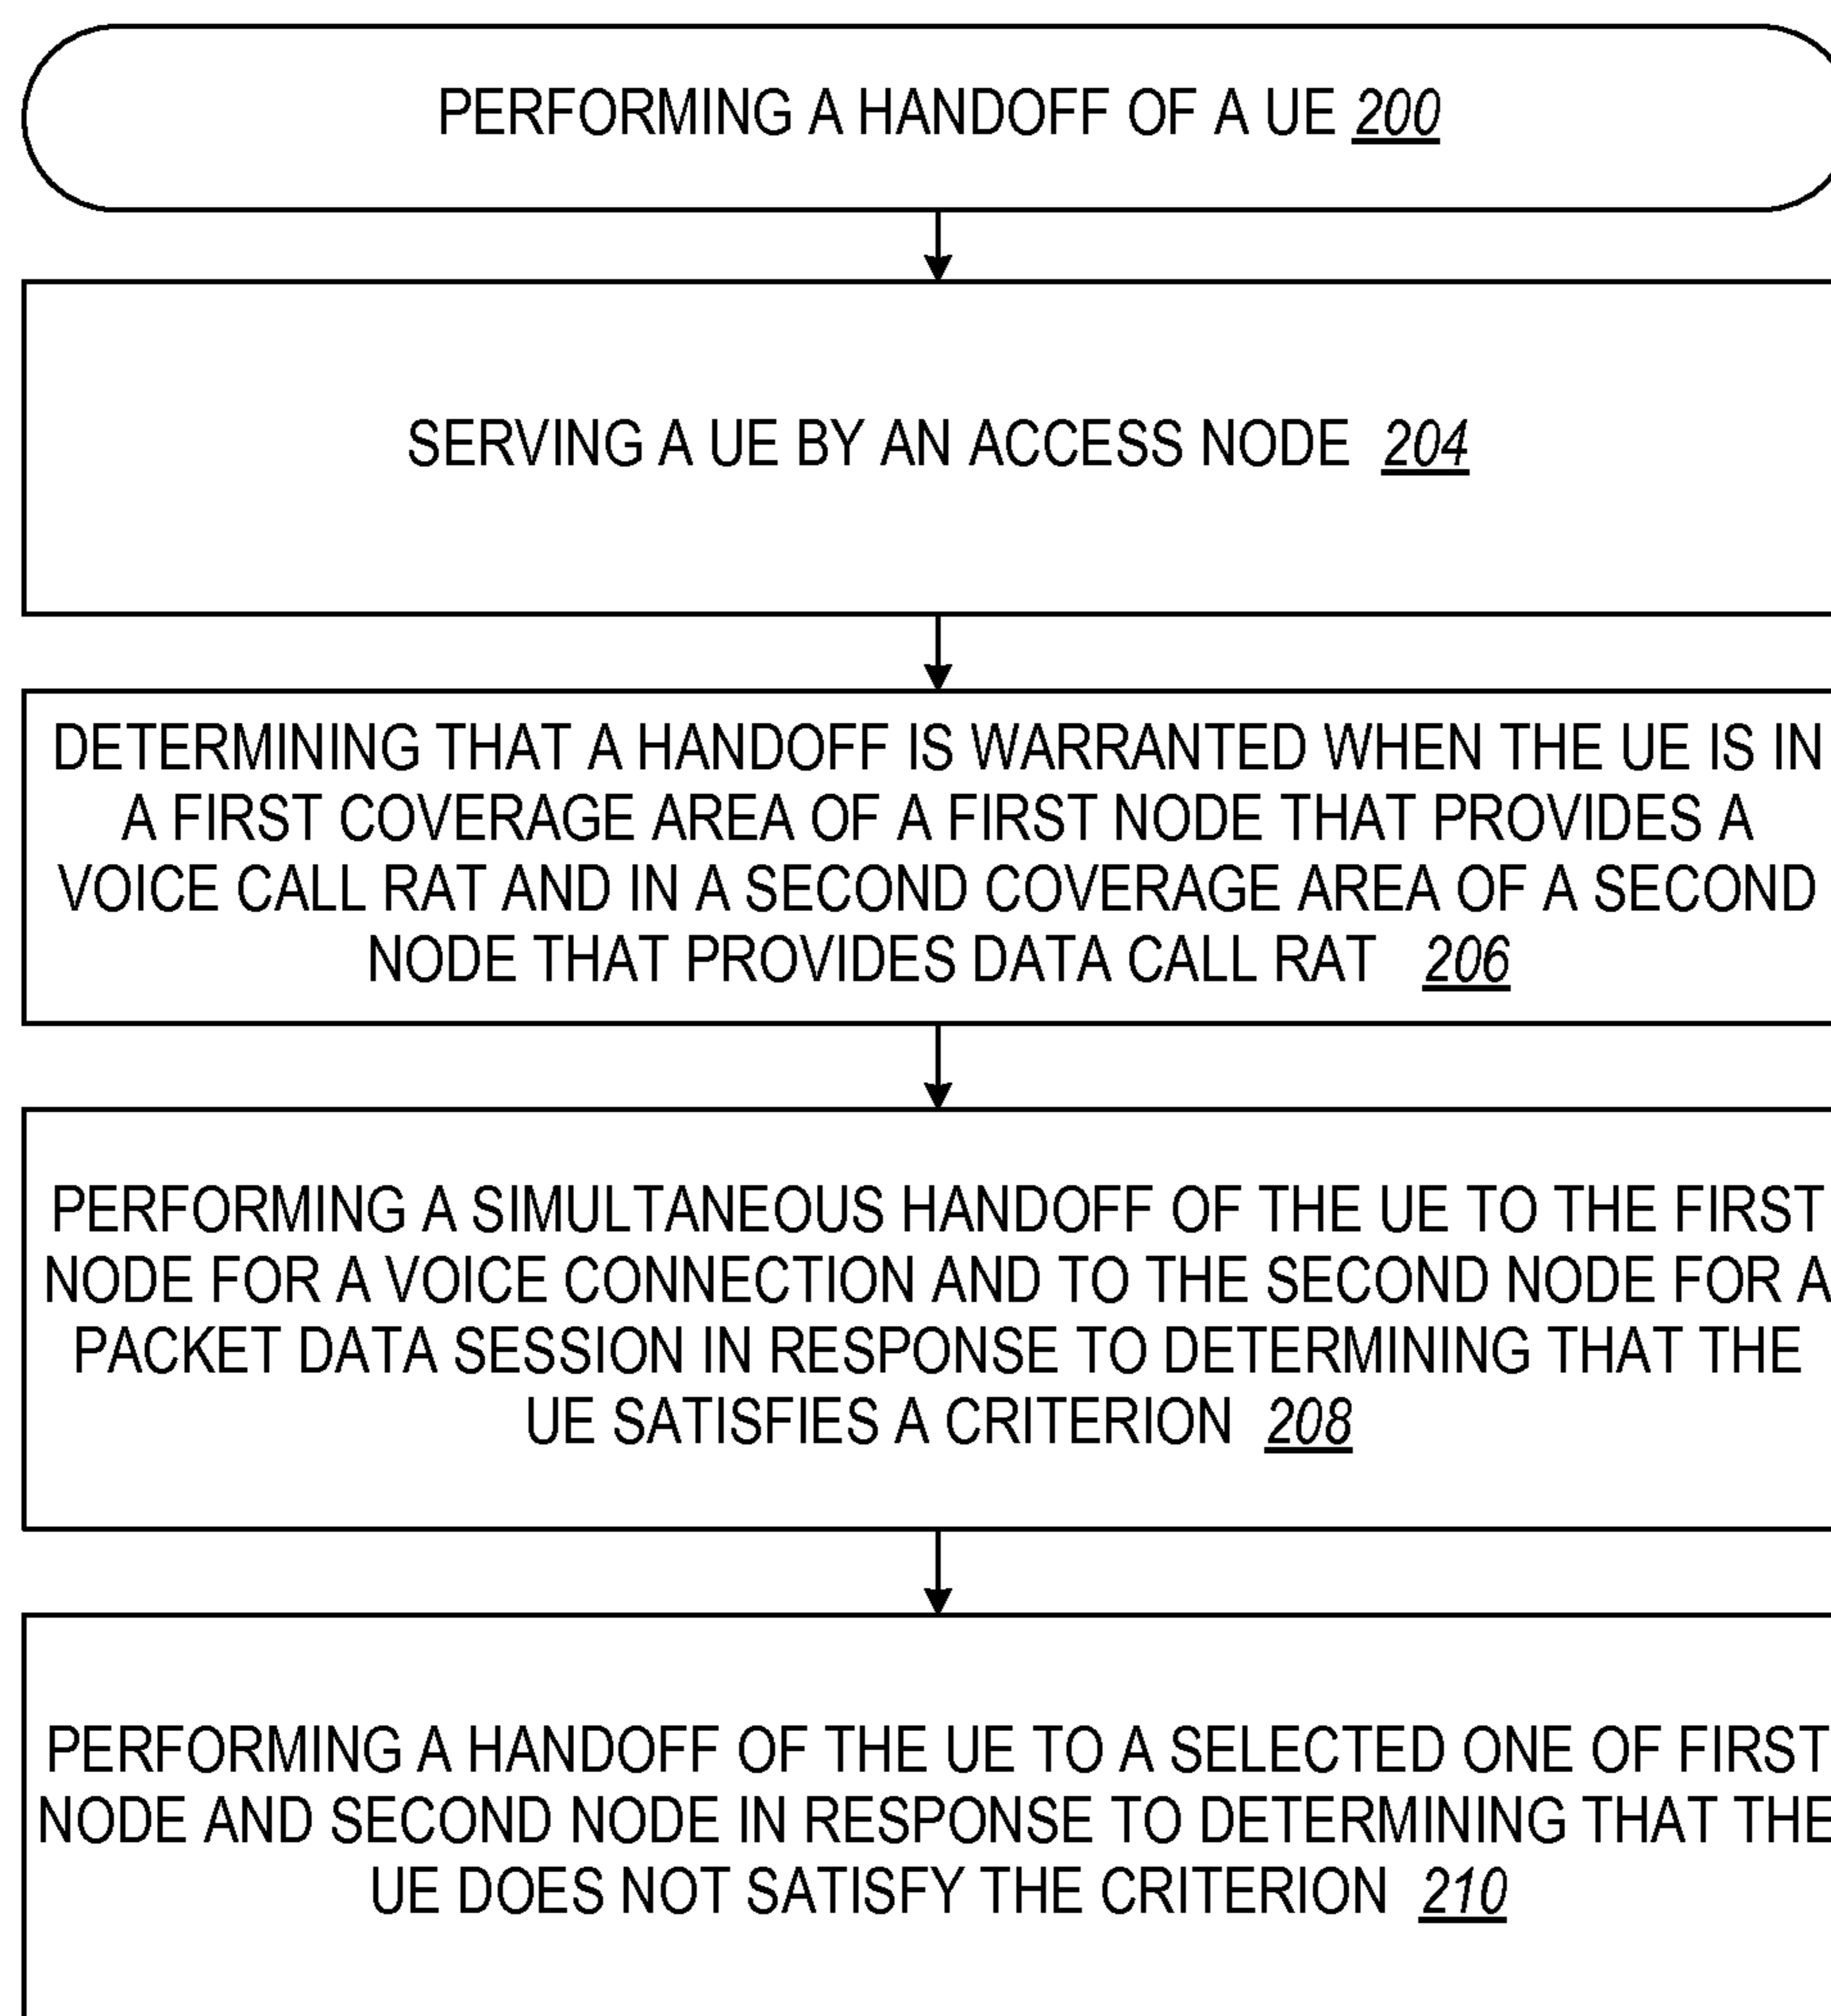 PERFORMING A HANDOFF OF A UE 200
SERVING A UE BY AN ACCESS NODE 204
DETERMINING THAT A HANDOFF IS WARRANTED WHEN THE UE IS IN
A FIRST COVERAGE AREA OF A FIRST NODE THAT PROVIDES A
VOICE CALL RAT AND IN A SECOND COVERAGE AREA OF A SECOND
NODE THAT PROVIDES DATA CALL RAT 206
PERFORMING A SIMULTANEOUS HANDOFF OF THE UE TO THE FIRST
NODE FOR A VOICE CONNECTION AND TO THE SECOND NODE FOR A
PACKET DATA SESSION IN RESPONSE TO DETERMINING THAT THE
UE SATISFIES A CRITERION 208
PERFORMING A HANDOFF OF THE UE TO A SELECTED ONE OF FIRST
NODE AND SECOND NODE IN RESPONSE TO DETERMINING THAT THE
UE DOES NOT SATISFY THE CRITERION 210